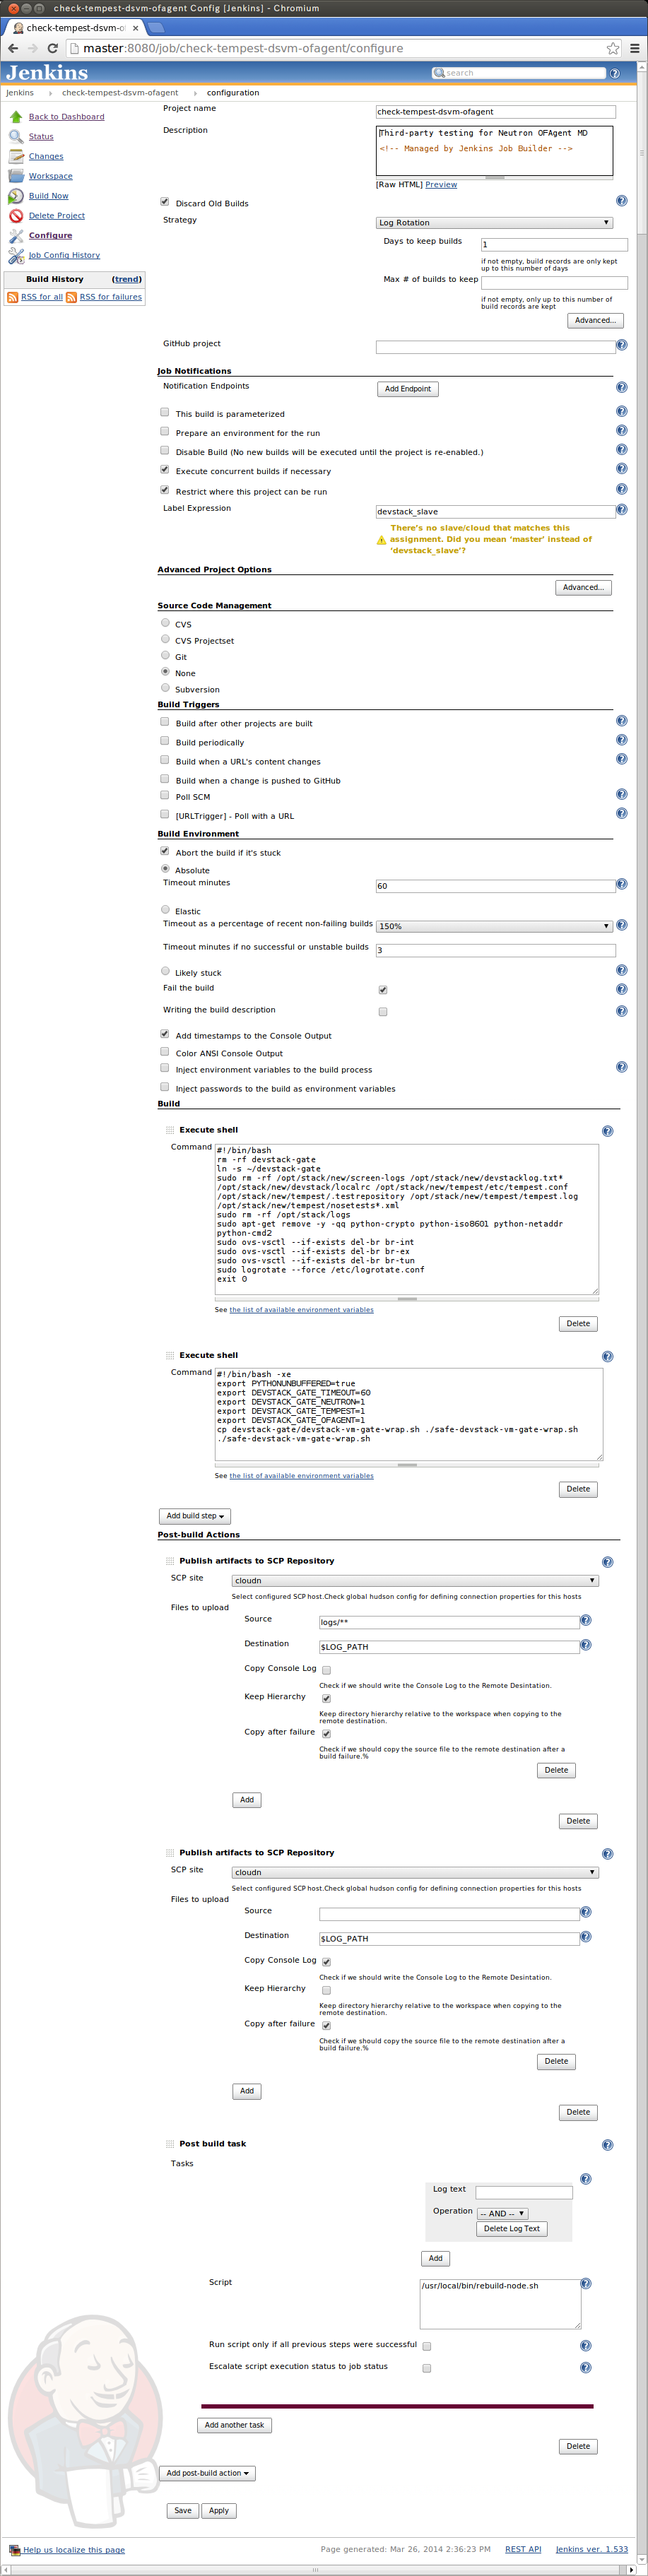 check-tempest-dsvm-ofagent Config [Jenkins] - Chromium
check-tempest-dsvm-o
master:8080/job/check-tempest-dsvm-ofagent/configure
Jenkins
search
Jenkins
check-tempest-dsvm-ofagent
configuration
Back to Dashboard
Status
Changes
Workspace
Build Now
Delete Project
Configure
Job Config History
Build History (trend)
RSS for all RSS for failures
Project name check-tempest-dsvm-ofagent
Description Third-party testing for Neutron OFAgent MD
<!-- Managed by Jenkins Job Builder -->
[Raw HTML] Preview
Discard Old Builds
Strategy Log Rotation
Days to keep builds 1
if not empty, build records are only kept
up to this number of days
Max # of builds to keep
if not empty, only up to this number of
build records are kept
Advanced...
GitHub project
Job Notifications
Notification Endpoints Add Endpoint
This build is parameterized
Prepare an environment for the run
Disable Build (No new builds will be executed until the project is re-enabled.)
Execute concurrent builds if necessary
Restrict where this project can be run
Label Expression devstack_slave
There's no slave/cloud that matches this
assignment. Did you mean 'master' instead of
'devstack_slave'?
Advanced Project Options
Advanced...
Source Code Management
CVS
CVS Projectset
Git
None
Subversion
Build Triggers
Build after other projects are built
Build periodically
Build when a URL's content changes
Build when a change is pushed to GitHub
Poll SCM
[URLTrigger] - Poll with a URL
Build Environment
Abort the build if it's stuck
Absolute
Timeout minutes 60
Elastic
Timeout as a percentage of recent non-failing builds 150%
Timeout minutes if no successful or unstable builds 3
Likely stuck
Fail the build
Writing the build description
Add timestamps to the Console Output
Color ANSI Console Output
Inject environment variables to the build process
Inject passwords to the build as environment variables
Build
Execute shell
Command #!/bin/bash
rm -rf devstack-gate
ln -s ~/devstack-gate
sudo rm -rf /opt/stack/new/screen-logs /opt/stack/new/devstacklog.txt*
/opt/stack/new/devstack/localrc /opt/stack/new/tempest/etc/tempest.conf
/opt/stack/new/tempest/.testrepository /opt/stack/new/tempest/tempest.log
/opt/stack/new/tempest/nosetests*.xml
sudo rm -rf /opt/stack/logs
sudo apt-get remove -y -qq python-crypto python-iso8601 python-netaddr
python-cmd2
sudo ovs-vsctl --if-exists del-br br-int
sudo ovs-vsctl --if-exists del-br br-ex
sudo ovs-vsctl --if-exists del-br br-tun
sudo logrotate --force /etc/logrotate.conf
exit 0
See the list of available environment variables
Delete
Execute shell
Command #!/bin/bash -xe
export PYTHONUNBUFFERED=true
export DEVSTACK_GATE_TIMEOUT=60
export DEVSTACK_GATE_NEUTRON=1
export DEVSTACK_GATE_TEMPEST=1
export DEVSTACK_GATE_OFAGENT=1
cp devstack-gate/devstack-vm-gate-wrap.sh ./safe-devstack-vm-gate-wrap.sh
./safe-devstack-vm-gate-wrap.sh
See the list of available environment variables
Delete
Add build step
Post-build Actions
Publish artifacts to SCP Repository
SCP site cloudn
Select configured SCP host.Check global hudson config for defining connection properties for this hosts
Files to upload
Source logs/**
Destination $LOG_PATH
Copy Console Log
Check if we should write the Console Log to the Remote Desintation.
Keep Hierarchy
Keep directory hierarchy relative to the workspace when copying to the
remote destination.
Copy after failure
Check if we should copy the source file to the remote destination after a
build failure.%
Delete
Add
Delete
Publish artifacts to SCP Repository
SCP site cloudn
Select configured SCP host.Check global hudson config for defining connection properties for this hosts
Files to upload
Source
Destination $LOG_PATH
Copy Console Log
Check if we should write the Console Log to the Remote Desintation.
Keep Hierarchy
Keep directory hierarchy relative to the workspace when copying to the
remote destination.
Copy after failure
Check if we should copy the source file to the remote destination after a
build failure.%
Delete
Add
Delete
Post build task
Tasks
Log text
Operation -- AND --
Delete Log Text
Add
Script /usr/local/bin/rebuild-node.sh
Run script only if all previous steps were successful
Escalate script execution status to job status
Add another task
Delete
Add post-build action
Save Apply
Help us localize this page
Page generated: Mar 26, 2014 2:36:23 PM REST API Jenkins ver. 1.533